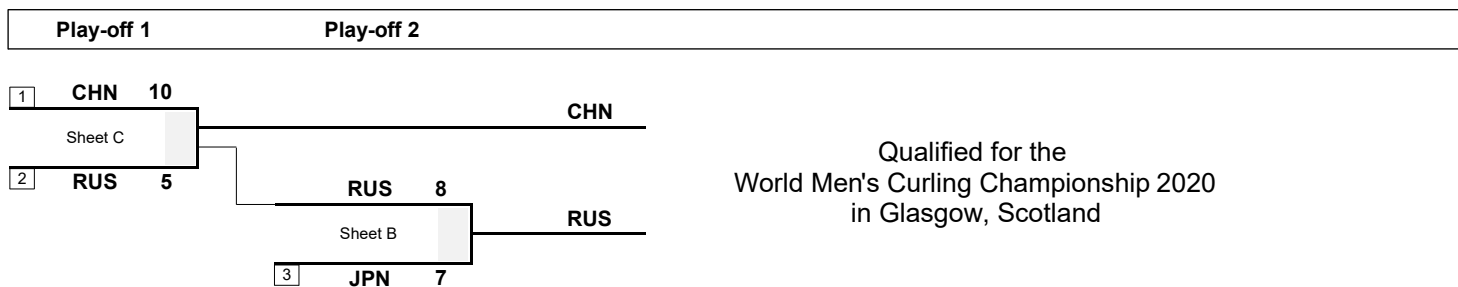 Play-off 1 Play-off 2
1 CHN 10
CHN
Sheet C
2 RUS 5
RUS 8
RUS
Sheet B
3 JPN 7
Qualified for the
World Men's Curling Championship 2020
in Glasgow, Scotland